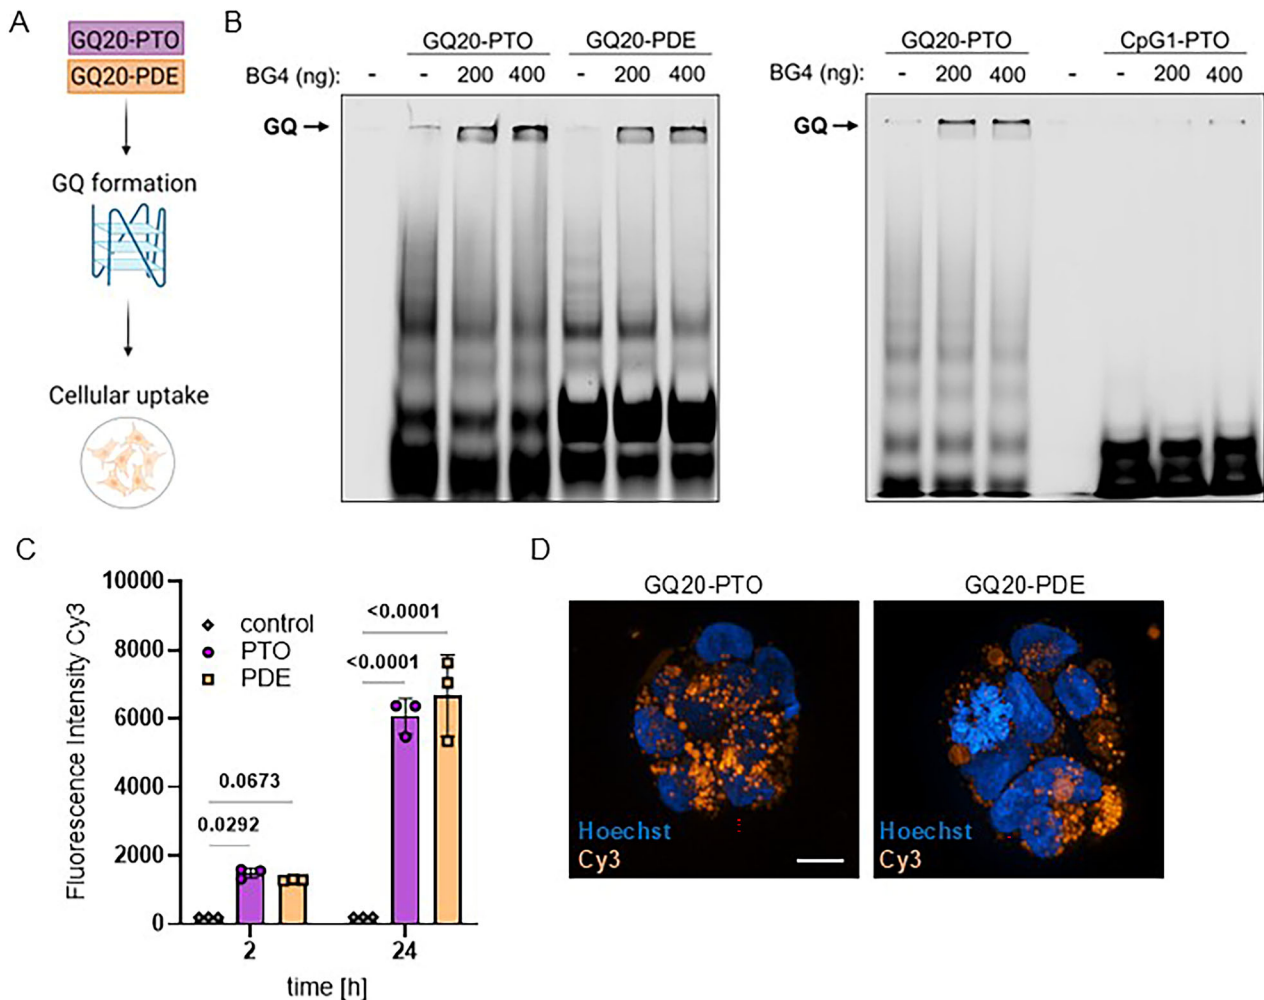 A
GQ20-PTO
GQ20-PDE
GQ formation
Cellular uptake
B
GQ20-PTO GQ20-PDE
BG4 (ng): - - 200 400 - 200 400
GQ
GQ20-PTO CpG1-PTO
BG4 (ng): - 200 400 - - 200 400
GQ
C
Fluorescence Intensity Cy3
10000
8000
6000
4000
2000
0
control
PTO
PDE
<0.0001
<0.0001
0.0673
0.0292
2 24
time [h]
D
GQ20-PTO GQ20-PDE
Hoechst
Cy3
Hoechst
Cy3